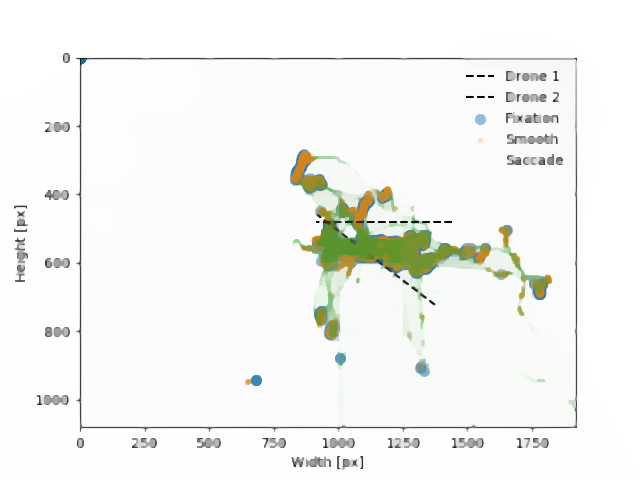 Drone 1
Drone 2
Fixation
Smooth
Saccade
Height [px]
0
200
400
600
800
1000
0 250 500 750 1000 1250 1500 1750
Width [px]